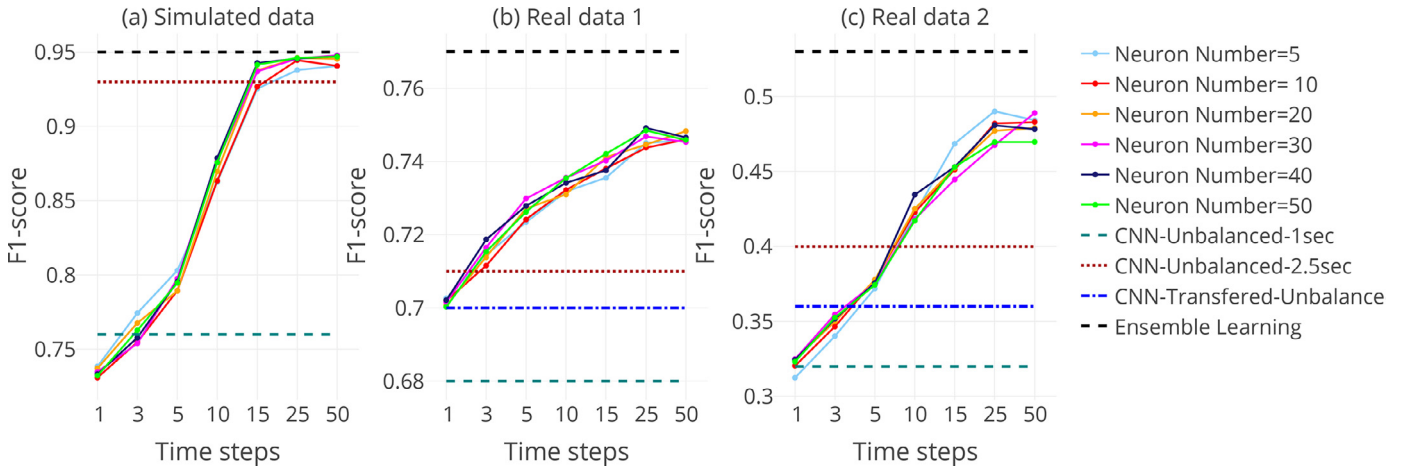 (a) Simulated data
(b) Real data 1
(c) Real data 2
0.95
0.9
0.85
0.8
0.75
F1-score
1 3 5 10 15 25 50
Time steps
0.76
0.74
0.72
0.7
0.68
F1-score
1 3 5 10 15 25 50
Time steps
0.5
0.45
0.4
0.35
0.3
F1-score
1 3 5 10 15 25 50
Time steps
Neuron Number=5
Neuron Number= 10
Neuron Number=20
Neuron Number=30
Neuron Number=40
Neuron Number=50
CNN-Unbalanced-1sec
CNN-Unbalanced-2.5sec
CNN-Transfered-Unbalance
Ensemble Learning